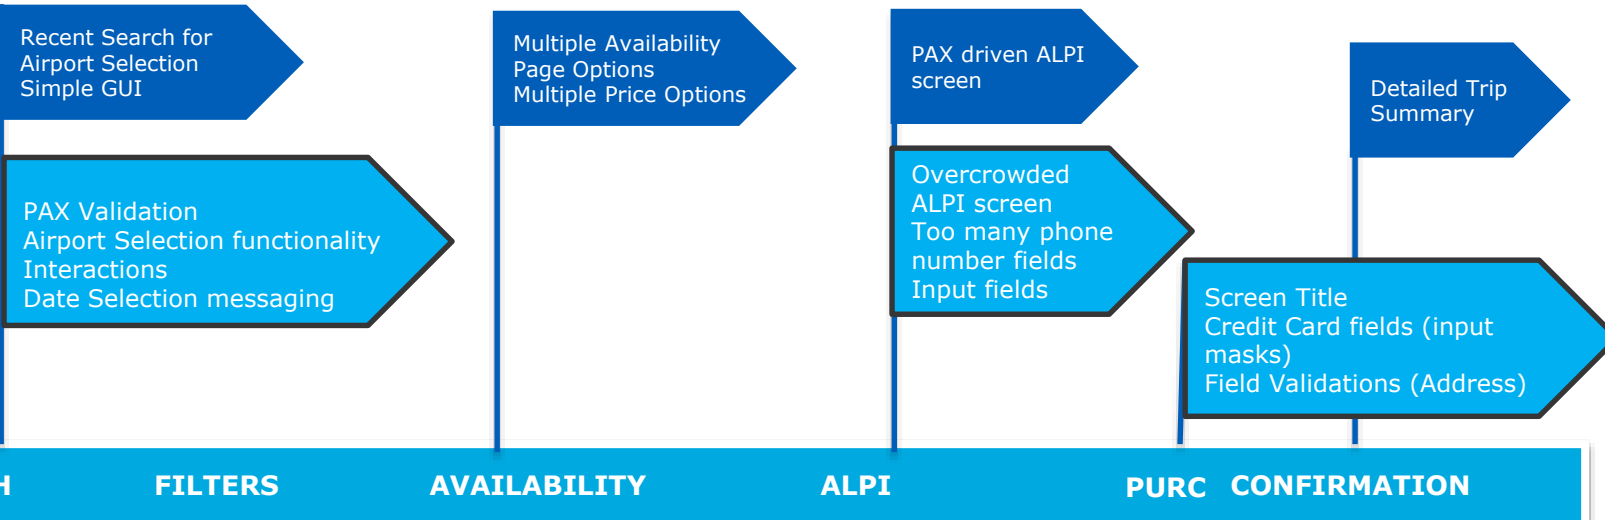 Recent Search for
Airport Selection
Simple GUI
Multiple Availability
Page Options
Multiple Price Options
PAX driven ALPI
screen
Detailed Trip
Summary
PAX Validation
Airport Selection functionality
Interactions
Date Selection messaging
Overcrowded
ALPI screen
Too many phone
number fields
Input fields
Screen Title
Credit Card fields (input
masks)
Field Validations (Address)
H FILTERS AVAILABILITY ALPI PURC CONFIRMATION